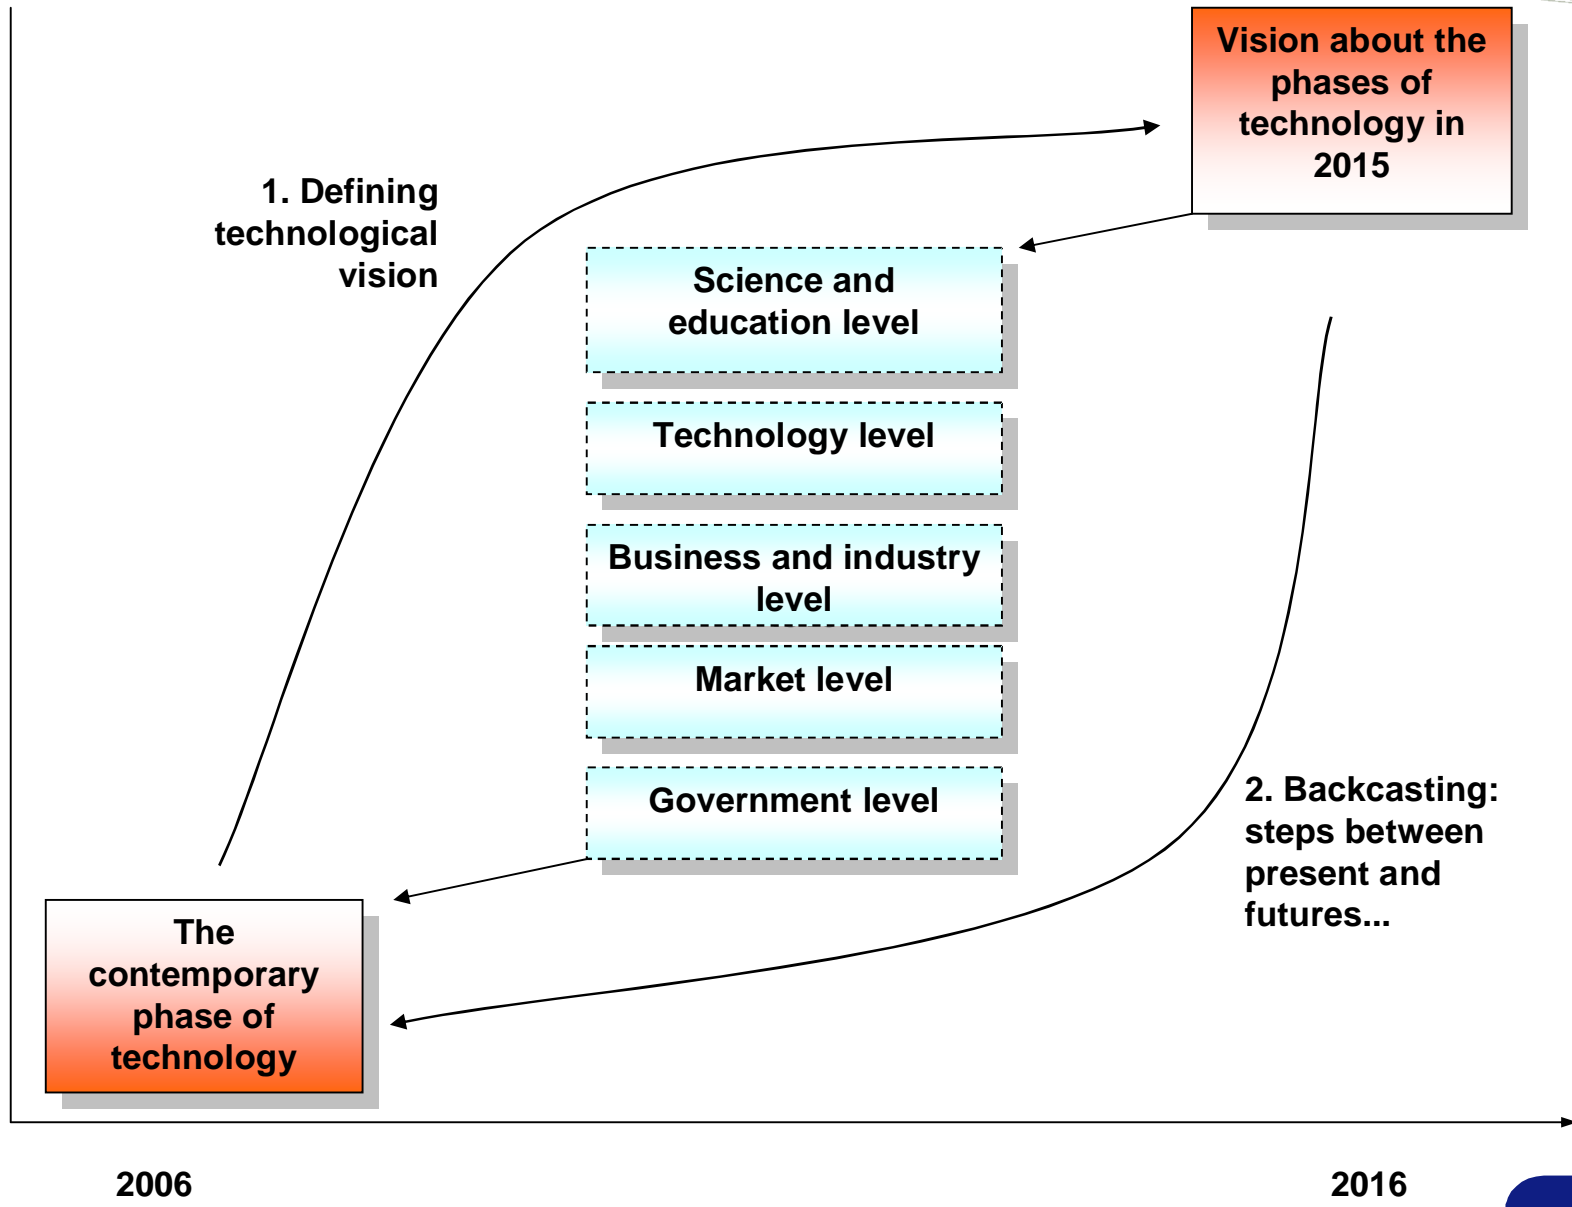 Vision about the
phases of
technology in
2015
1. Defining
technological
vision
Science and
education level
Technology level
Business and industry
level
Market level
Government level
2. Backcasting:
steps between
present and
futures...
The
contemporary
phase of
technology
2006
2016